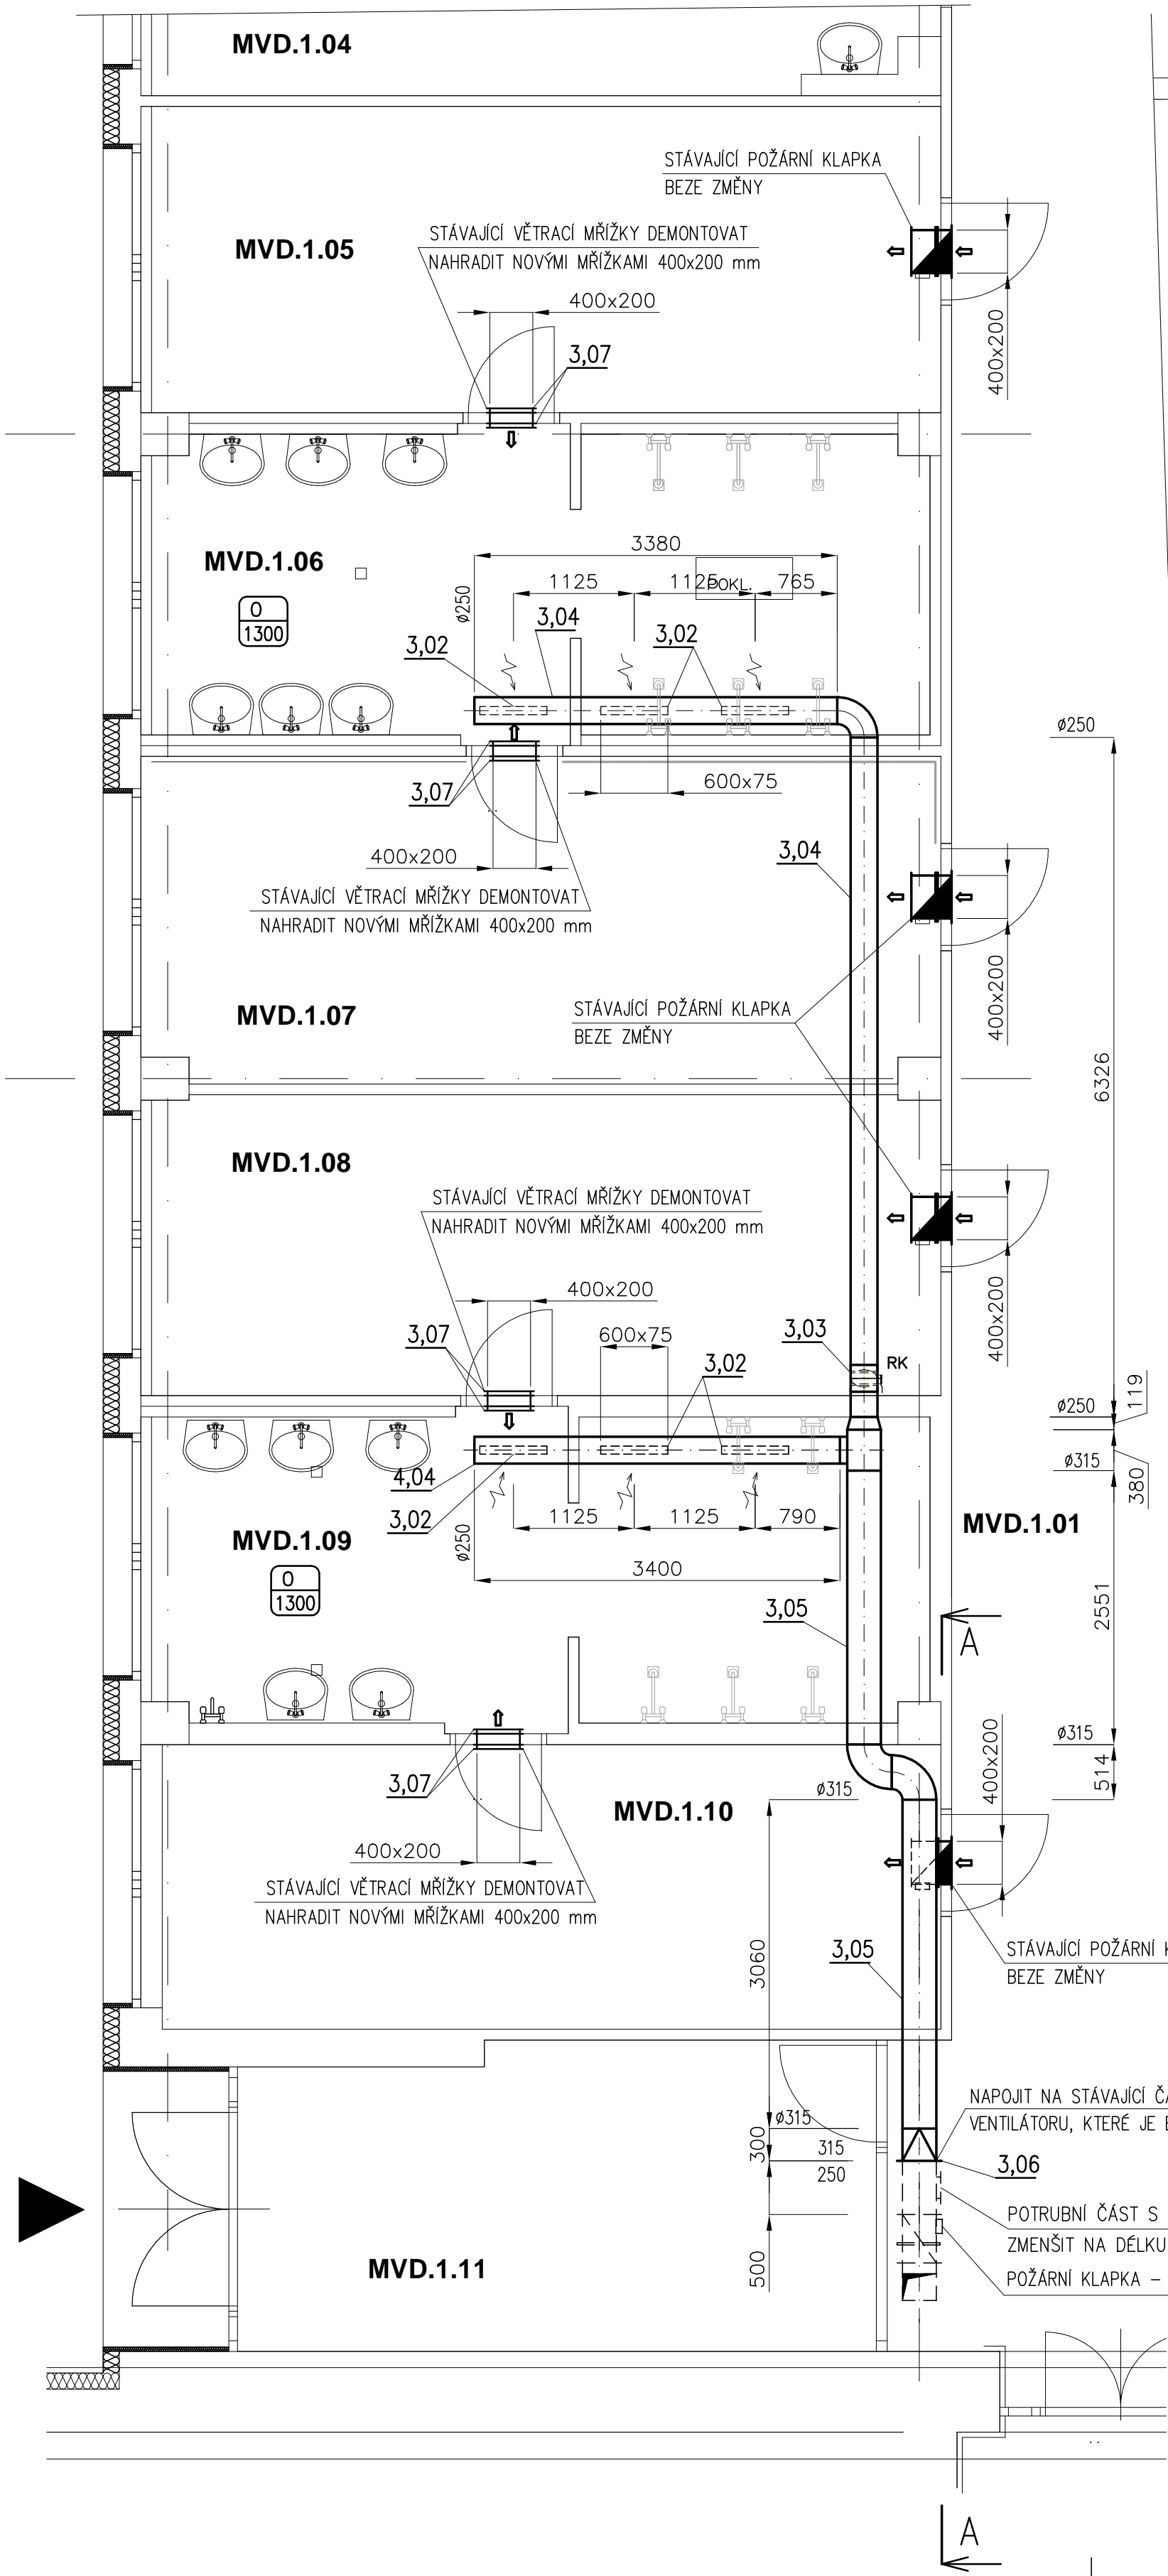 MVD.1.04
STÁVAJÍCÍ POŽÁRNÍ KLAPKA
BEZE ZMĚNY
MVD.1.05
STÁVAJÍCÍ VĚTRACÍ MŘÍŽKY DEMONTOVAT
NAHRADIT NOVÝMI MŘÍŽKAMI 400x200 mm
400x200
3,07
400x200
MVD.1.06
O
1300
3380
1125
1125
POKL.
765
ø250
3,04
3,02
3,02
ø250
3,07
600x75
400x200
3,04
STÁVAJÍCÍ VĚTRACÍ MŘÍŽKY DEMONTOVAT
NAHRADIT NOVÝMI MŘÍŽKAMI 400x200 mm
400x200
MVD.1.07
STÁVAJÍCÍ POŽÁRNÍ KLAPKA
BEZE ZMĚNY
6326
MVD.1.08
STÁVAJÍCÍ VĚTRACÍ MŘÍŽKY DEMONTOVAT
NAHRADIT NOVÝMI MŘÍŽKAMI 400x200 mm
400x200
400x200
3,07
600x75
3,03
3,02
RK
119
ø250
ø315
380
4,04
3,02
MVD.1.09
O
1300
ø250
1125
1125
790
3400
MVD.1.01
3,05
2551
A
ø315
514
400x200
3,07
ø315
MVD.1.10
400x200
STÁVAJÍCÍ VĚTRACÍ MŘÍŽKY DEMONTOVAT
NAHRADIT NOVÝMI MŘÍŽKAMI 400x200 mm
3060
3,05
STÁVAJÍCÍ POŽÁRNÍ
BEZE ZMĚNY
NAPOJIT NA STÁVAJÍCÍ
VENTILÁTORU, KTERÉ JE
ø315
300
315
250
3,06
500
POTRUBNÍ ČÁST S
ZMENŠIT NA DÉLKU
POŽÁRNÍ KLAPKA –
MVD.1.11
A